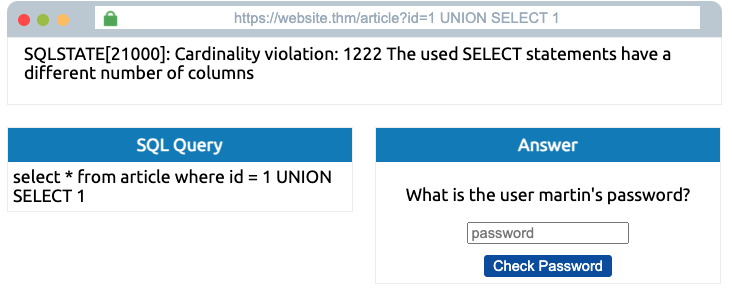 https://website.thm/article?id=1 UNION SELECT 1
SQLSTATE[21000]: Cardinality violation: 1222 The used SELECT statements have a
different number of columns
SQL Query
select * from article where id = 1 UNION
SELECT 1
Answer
What is the user martin's password?
password
Check Password